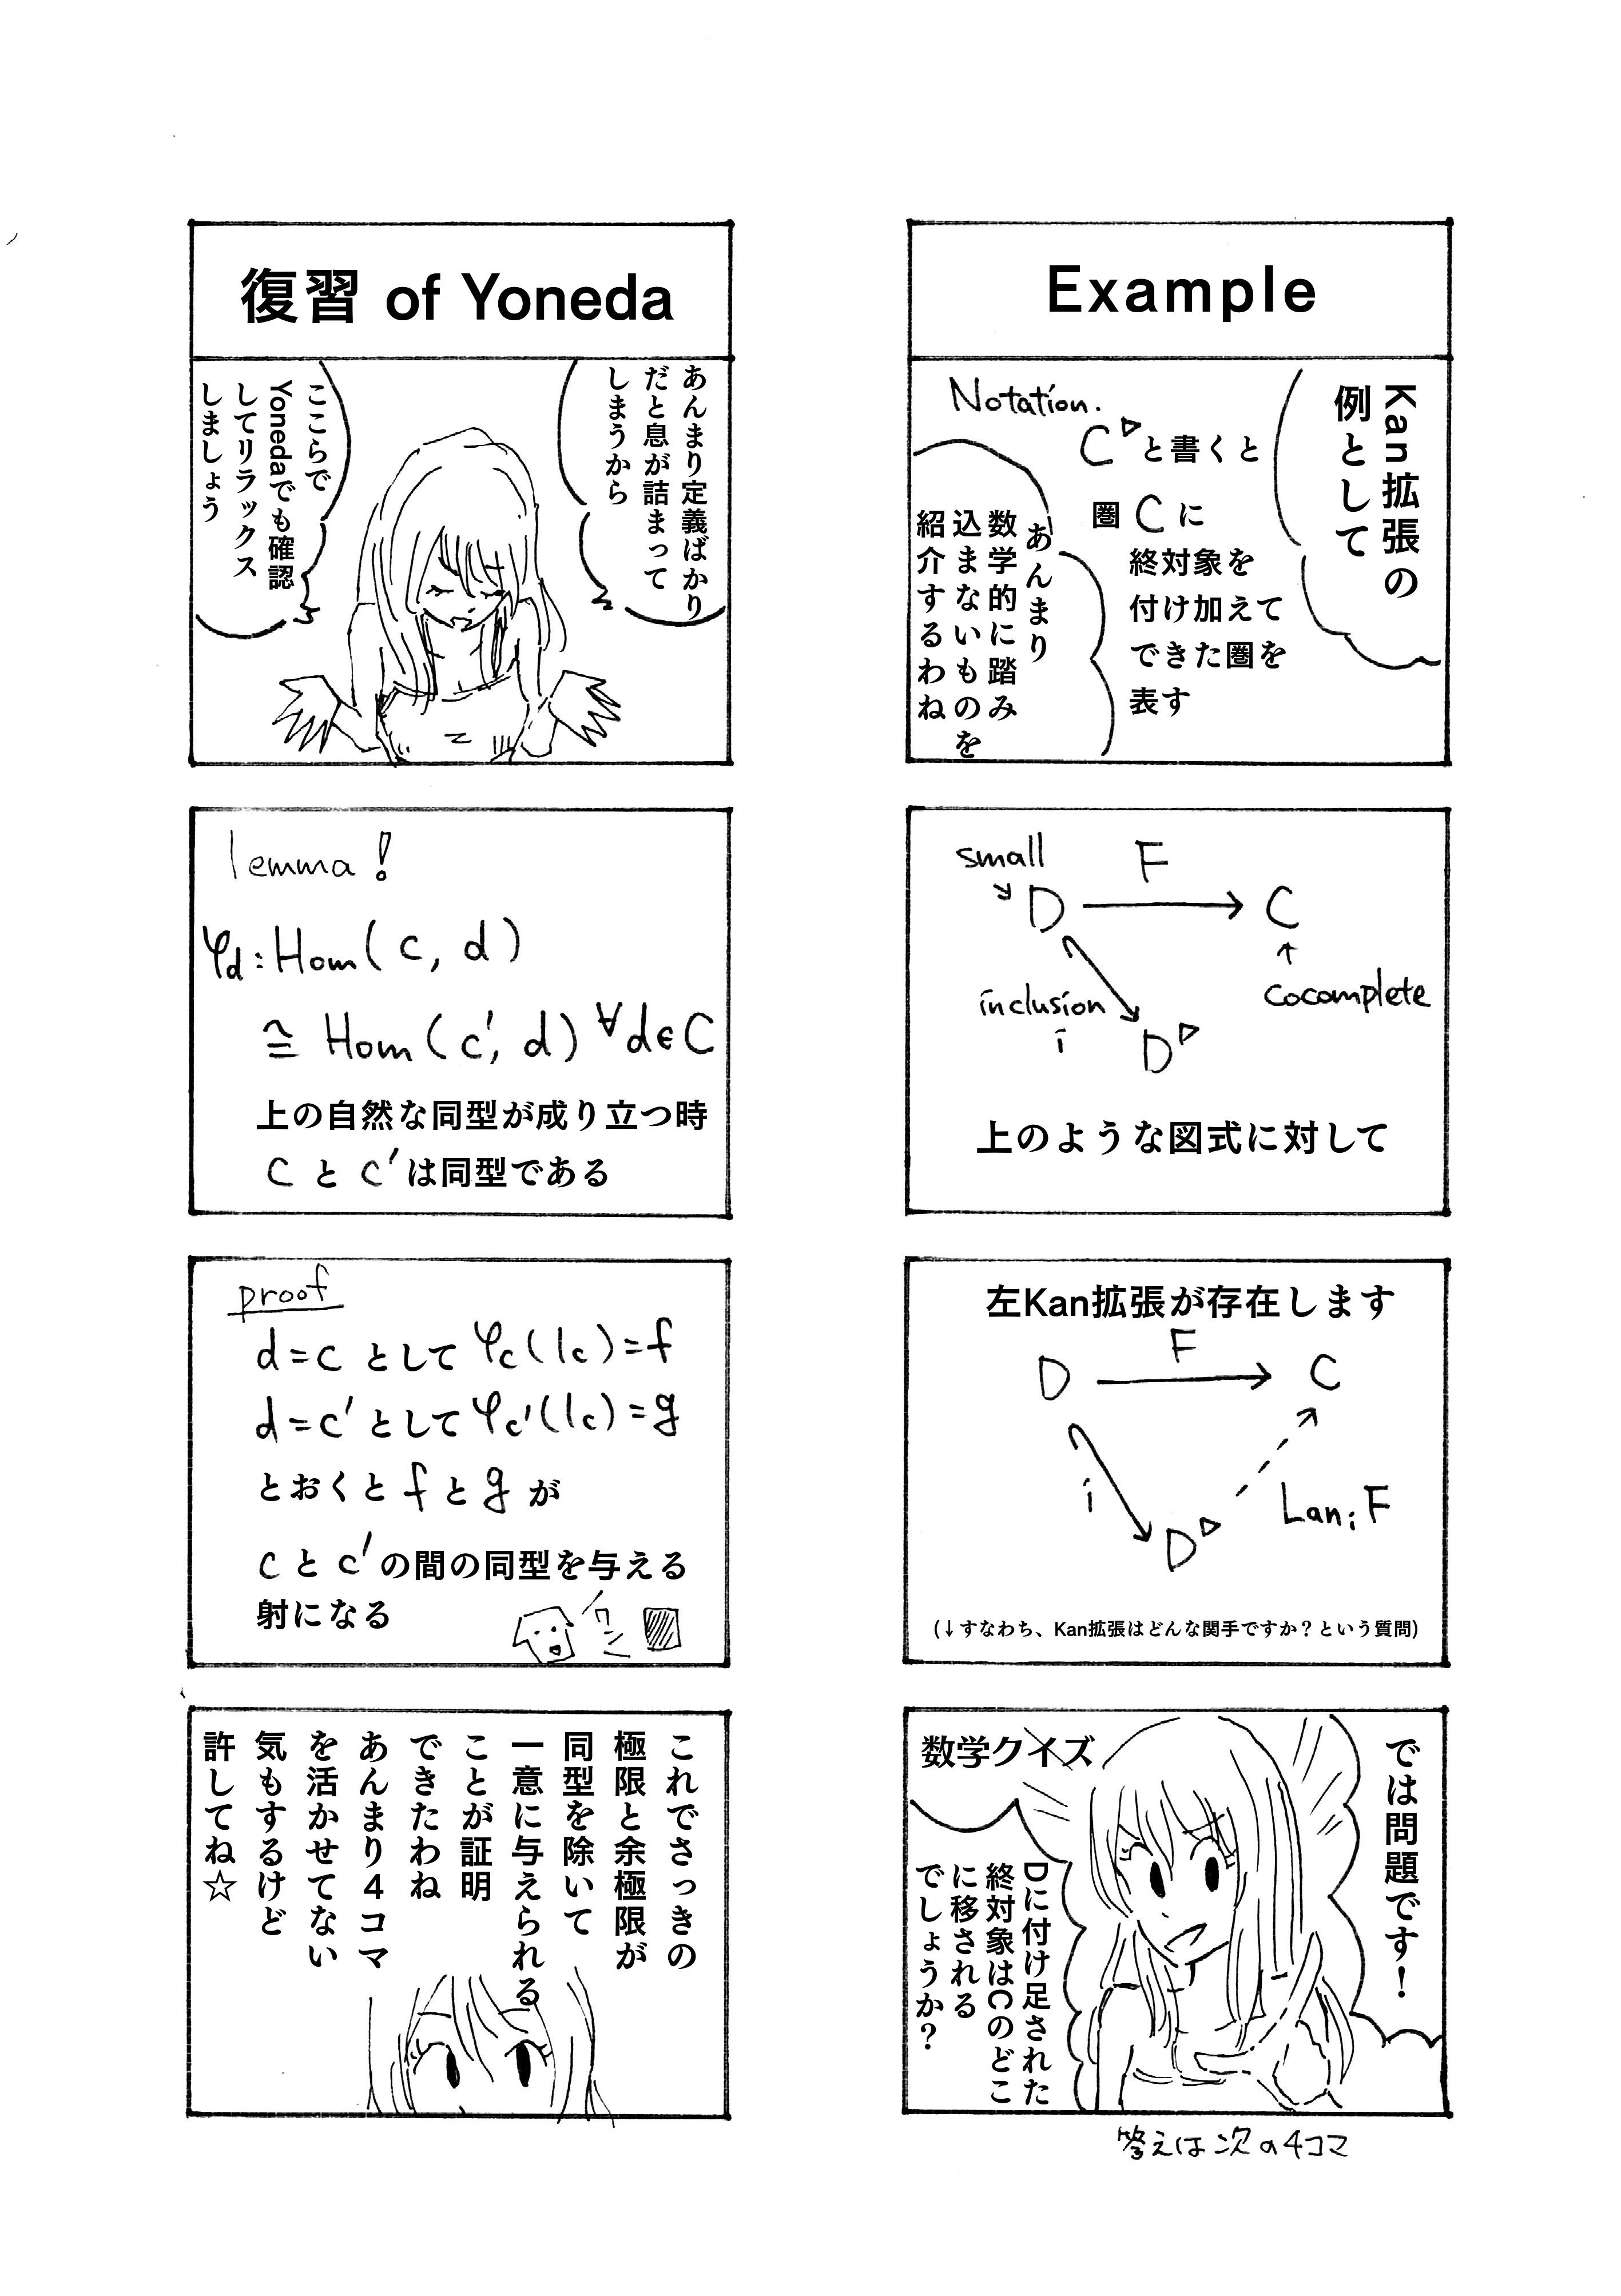 Example
Kan拡張の
例として
Notation.
C▷と書くと
圏Cに
終対象を
付け加えて
できた圏を
表す
あんまり
数学的に踏み
込まないものを
紹介するわね
small
F
D
C
inclusion
i
cocomplete
D▷
上のような図式に対して
左Kan拡張が存在します
F
D
C
i
LaniF
D▷
(↓すなわち、Kan拡張はどんな関手ですか？という質問)
では問題です！
数学クイズ
Dに付け足された
終対象はCのどこ
に移される
でしょうか？
答えは次の4コマ
復習 of Yoneda
あんまり定義ばかり
だと息が詰まって
しまうから
ここらで
Yonedaでも確認
してリラックス
しましょう
lemma!
φd:Hom(c, d)
≅ Hom(c', d) ∀d∈C
上の自然な同型が成り立つ時
cとc'は同型である
proof
d=cとしてφc(1c)=f
d=c'としてφc'(1c)=g
とおくとfとgが
cとc'の間の同型を与える
射になる
ワン
これでさっきの
極限と余極限が
同型を除いて
一意に与えられる
ことが証明
できたわね
あんまり4コマ
を活かせてない
気もするけど
許してね☆